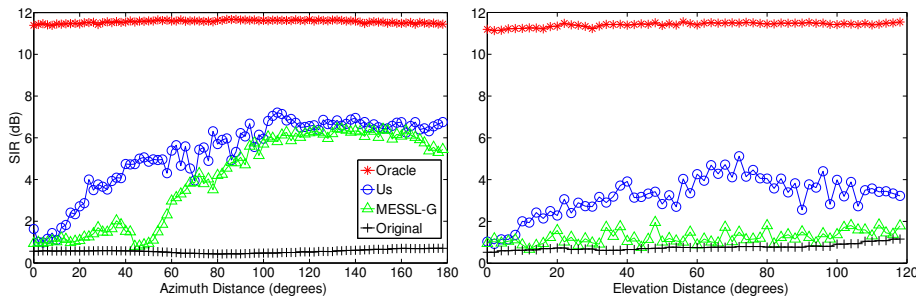 12
10
8
6
4
2
0
SIR (dB)
0 20 40 60 80 100 120 140 160 180
Azimuth Distance (degrees)
Oracle
Us
MESSL-G
Original
12
10
8
6
4
2
0
0 20 40 60 80 100 120
Elevation Distance (degrees)